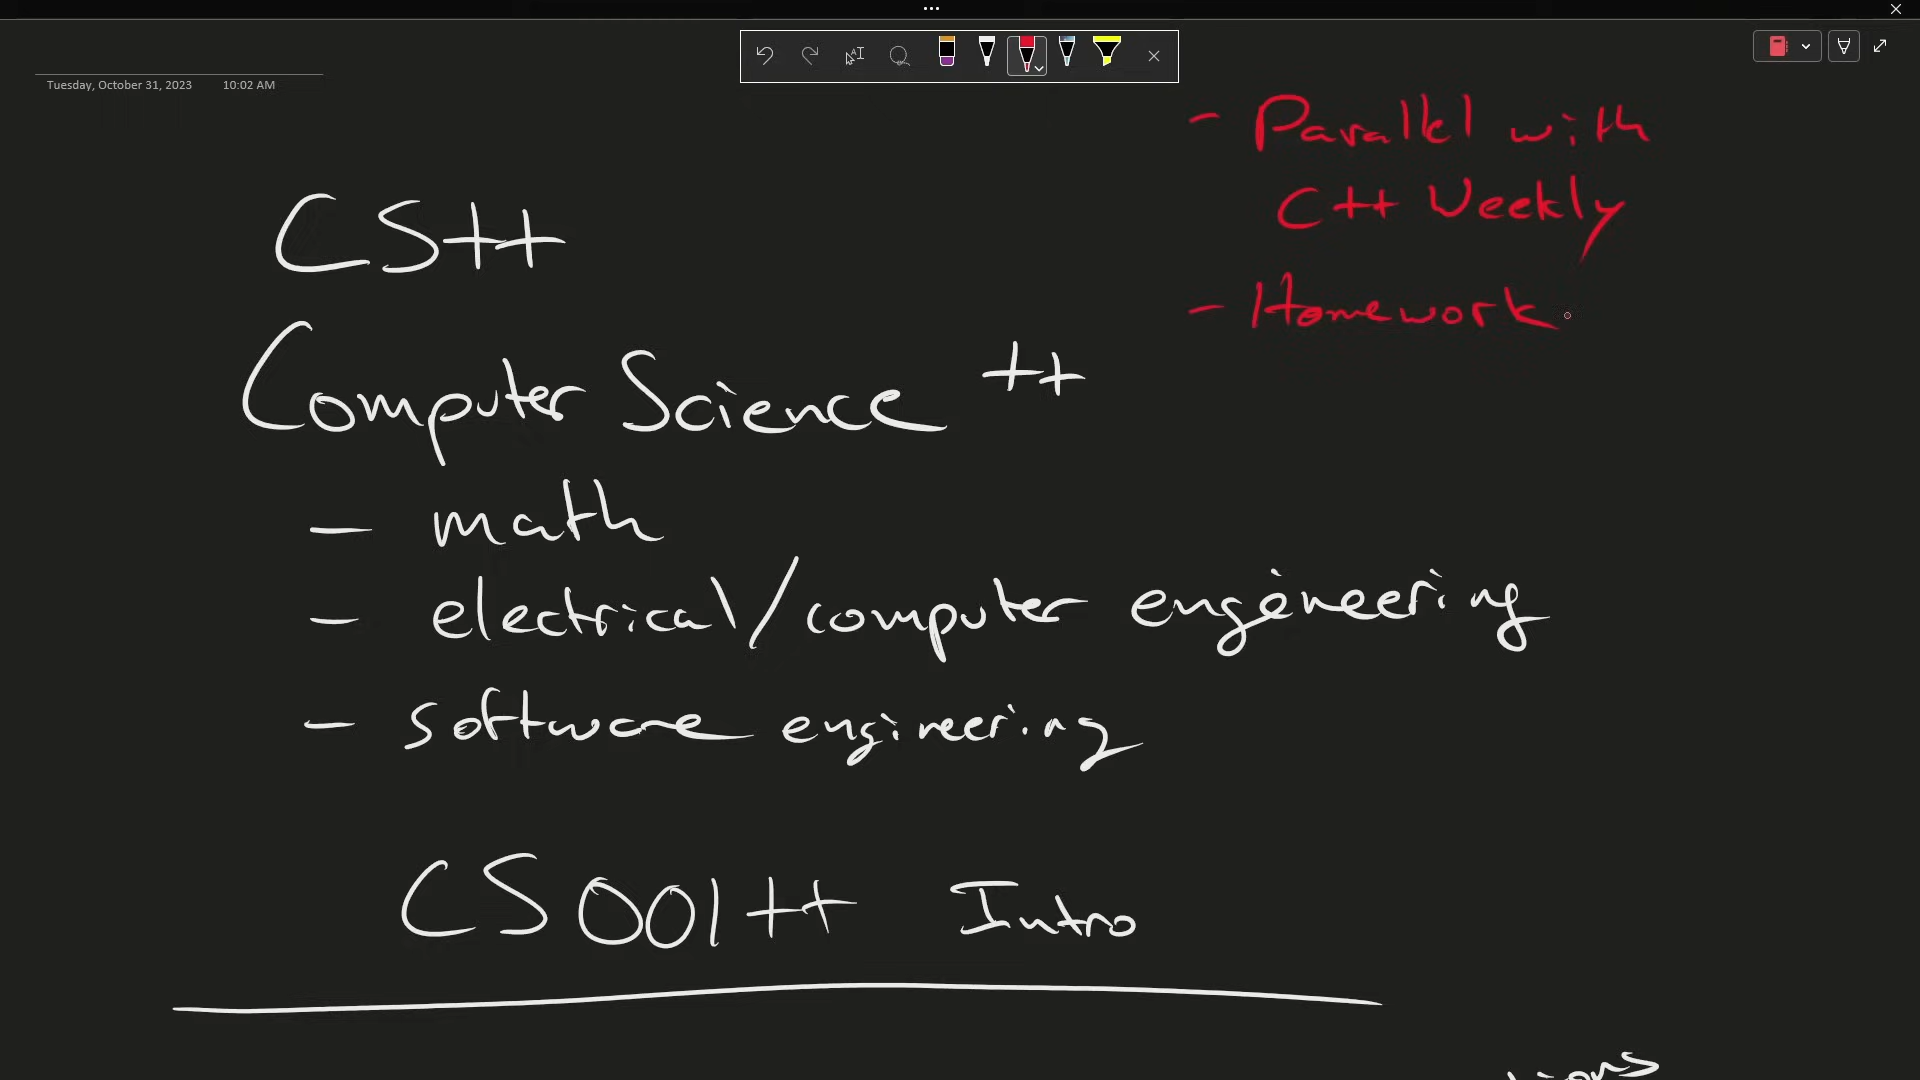 Tuesday, October 31, 2023 10:02 AM
- Parallel with
C++ Weekly
- Homework
CS++
Computer Science ++
- math
- electrical/computer engineering
- software engineering
CS001++ Intro